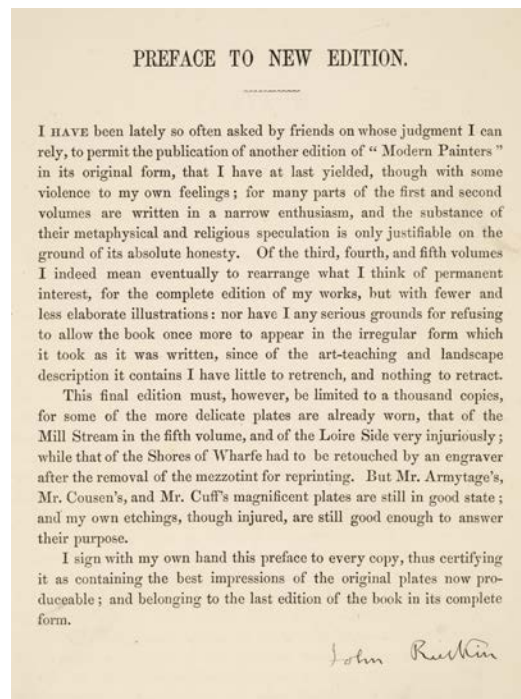 PREFACE TO NEW EDITION.
I HAVE been lately so often asked by friends on whose judgment I can
rely, to permit the publication of another edition of “ Modern Painters ”
in its original form, that I have at last yielded, though with some
violence to my own feelings ; for many parts of the first and second
volumes are written in a narrow enthusiasm, and the substance of
their metaphysical and religious speculation is only justifiable on the
ground of its absolute honesty. Of the third, fourth, and fifth volumes
I indeed mean eventually to rearrange what I think of permanent
interest, for the complete edition of my works, but with fewer and
less elaborate illustrations : nor have I any serious grounds for refusing
to allow the book once more to appear in the irregular form which
it took as it was written, since of the art-teaching and landscape
description it contains I have little to retrench, and nothing to retract.
This final edition must, however, be limited to a thousand copies,
for some of the more delicate plates are already worn, that of the
Mill Stream in the fifth volume, and of the Loire Side very injuriously ;
while that of the Shores of Wharfe had to be retouched by an engraver
after the removal of the mezzotint for reprinting. But Mr. Armytage’s,
Mr. Cousen’s, and Mr. Cuff’s magnificent plates are still in good state ;
and my own etchings, though injured, are still good enough to answer
their purpose.
I sign with my own hand this preface to every copy, thus certifying
it as containing the best impressions of the original plates now pro-
duceable ; and belonging to the last edition of the book in its complete
form.
John Ruskin